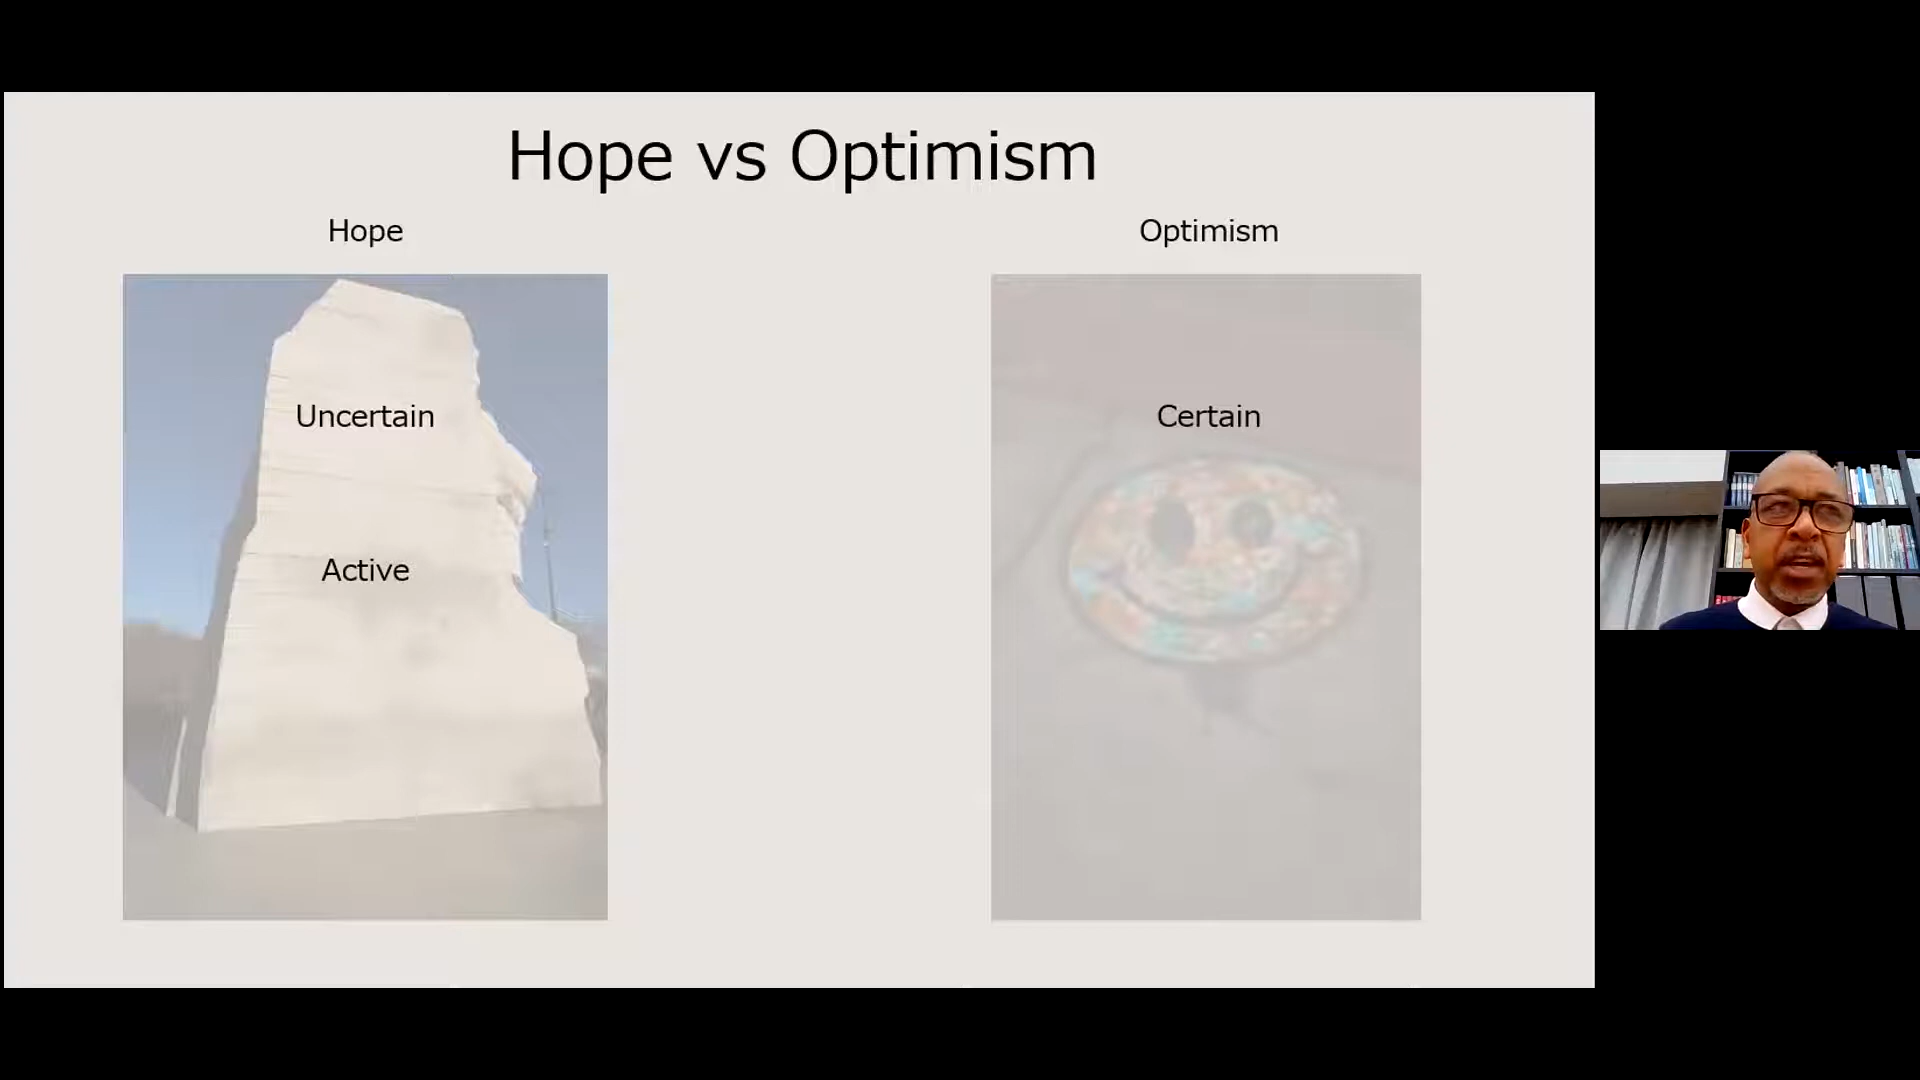 Hope vs Optimism
Hope
Optimism
Uncertain
Certain
Active